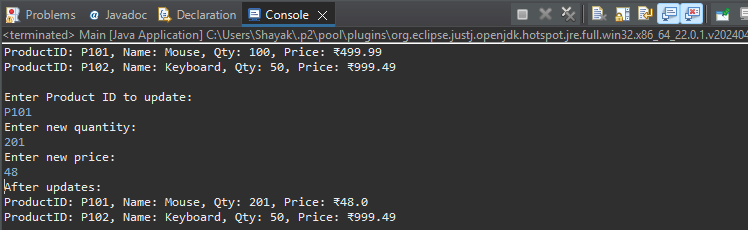 Problems @ Javadoc Declaration Console
<terminated> Main [Java Application] C:\Users\Shayak\.p2\pool\plugins\org.eclipse.justj.openjdk.hotspot.jre.full.win32.x86_64_22.0.1.v202404
ProductID: P101, Name: Mouse, Qty: 100, Price: ₹499.99
ProductID: P102, Name: Keyboard, Qty: 50, Price: ₹999.49
Enter Product ID to update:
P101
Enter new quantity:
201
Enter new price:
48
After updates:
ProductID: P101, Name: Mouse, Qty: 201, Price: ₹48.0
ProductID: P102, Name: Keyboard, Qty: 50, Price: ₹999.49